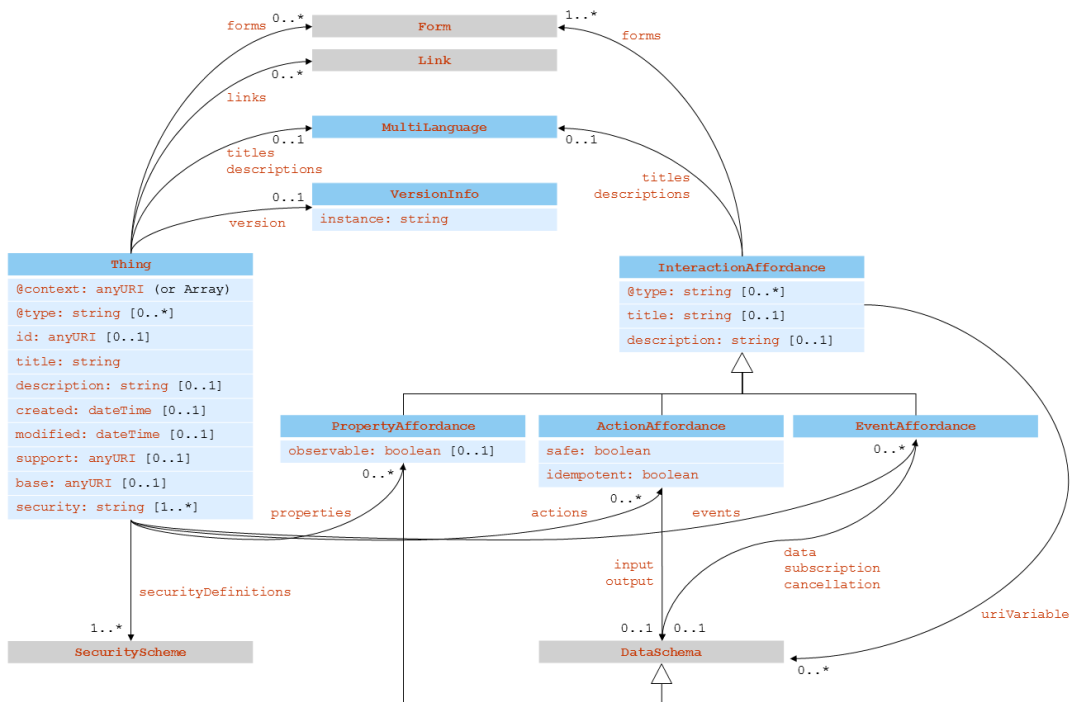 0..*
1..*
forms
Form
forms
Link
0..*
links
MultiLanguage
0..1
0..1
titles
descriptions
titles
descriptions
VersionInfo
0..1
instance: string
version
Thing
@context: anyURI (or Array)
@type: string [0..*]
id: anyURI [0..1]
title: string
description: string [0..1]
created: dateTime [0..1]
modified: dateTime [0..1]
support: anyURI [0..1]
base: anyURI [0..1]
security: string [1..*]
InteractionAffordance
@type: string [0..*]
title: string [0..1]
description: string [0..1]
PropertyAffordance
observable: boolean [0..1]
0..*
ActionAffordance
safe: boolean
idempotent: boolean
0..*
EventAffordance
0..*
properties
actions
events
input
output
data
subscription
cancellation
securityDefinitions
uriVariable
1..*
0..1
0..1
SecurityScheme
DataSchema
0..*